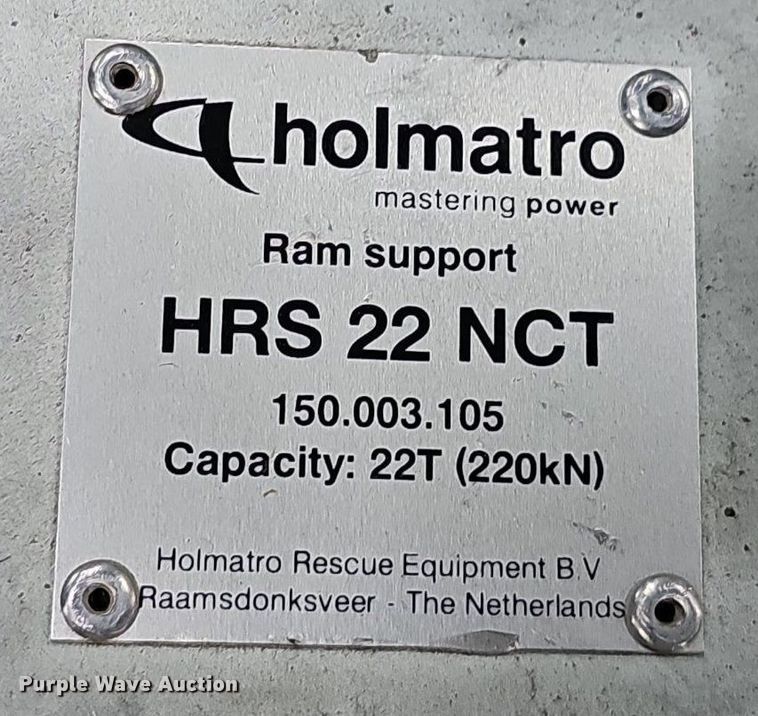 holmatro
mastering power
Ram support
HRS 22 NCT
150.003.105
Capacity: 22T (220kN)
Holmatro Rescue Equipment B.V
Raamsdonksveer - The Netherlands
Purple Wave Auction